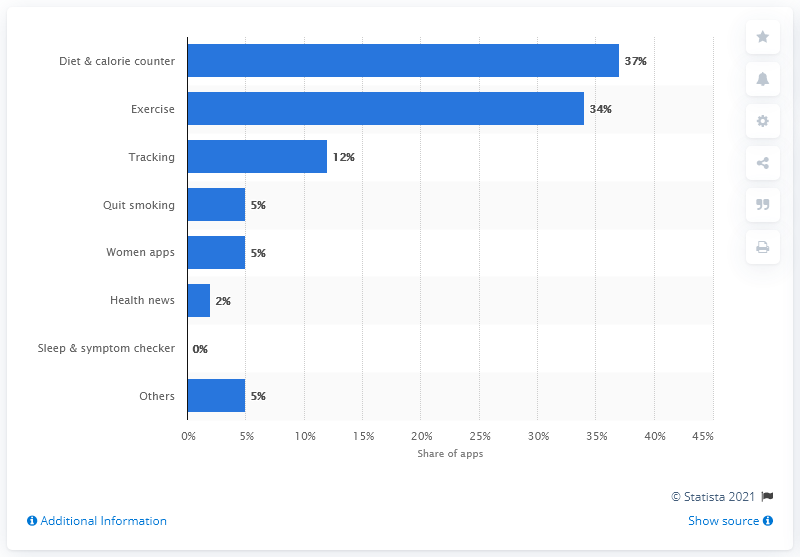 Diet & calorie counter 37%
Exercise 34%
Tracking 12%
Quit smoking 5%
Women apps 5%
Health news 2%
Sleep & symptom checker 0%
Others 5%
0% 5% 10% 15% 20% 25% 30% 35% 40% 45%
Share of apps
© Statista 2021
Additional Information Show source